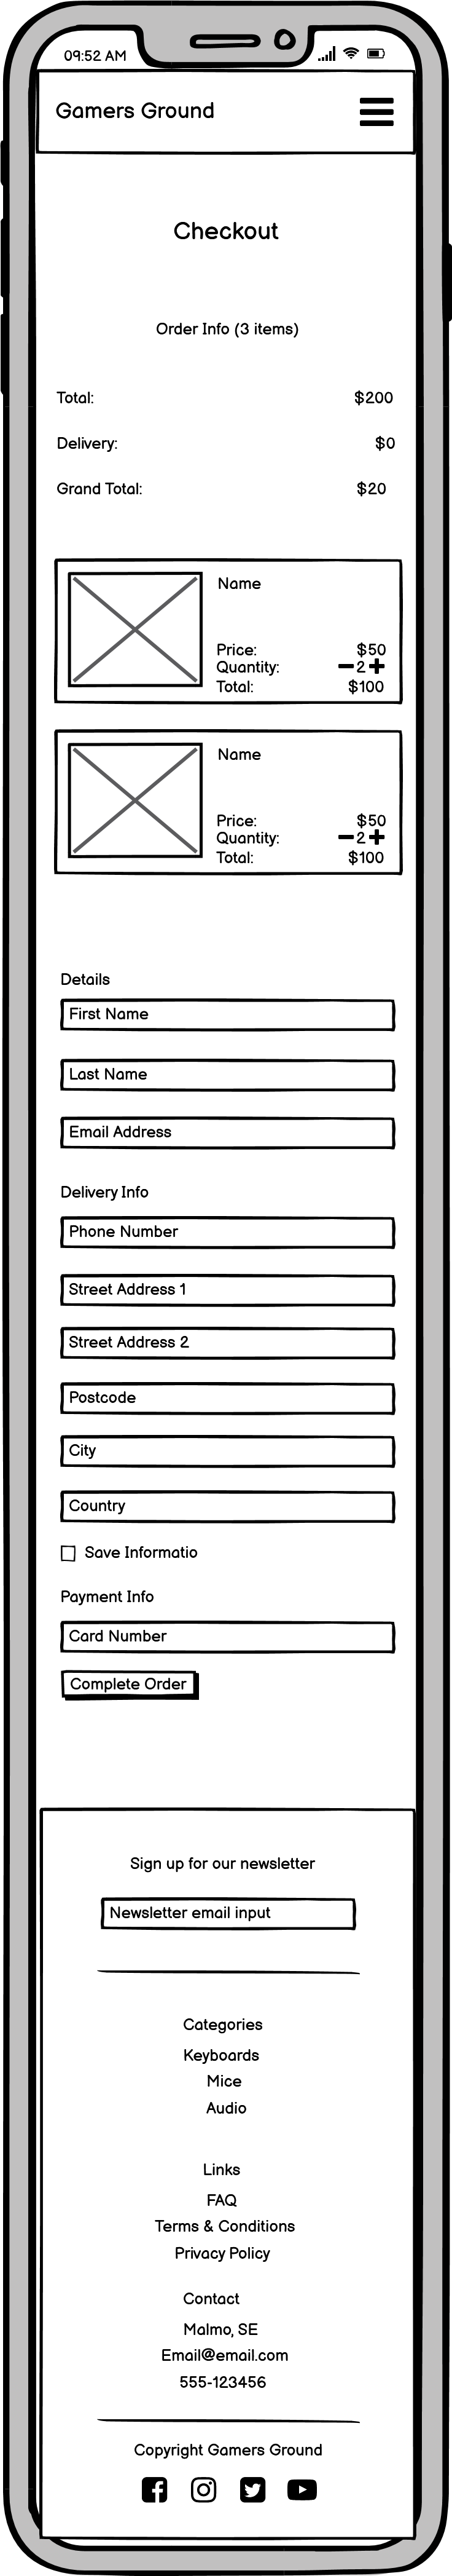 09:52 AM
Gamers Ground
Checkout
Order Info (3 items)
Total: $200
Delivery: $0
Grand Total: $20
Name
Price: $50
Quantity: 2
Total: $100
Name
Price: $50
Quantity: 2
Total: $100
Details
First Name
Last Name
Email Address
Delivery Info
Phone Number
Street Address 1
Street Address 2
Postcode
City
Country
Save Informatio
Payment Info
Card Number
Complete Order
Sign up for our newsletter
Newsletter email input
Categories
Keyboards
Mice
Audio
Links
FAQ
Terms & Conditions
Privacy Policy
Contact
Malmo, SE
Email@email.com
555-123456
Copyright Gamers Ground